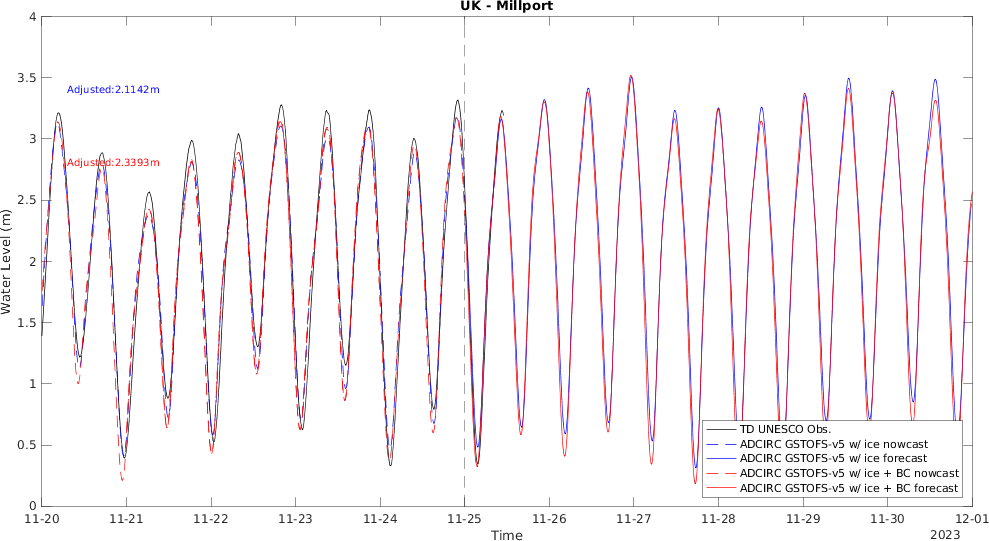 UK - Millport
4
3.5
3
2.5
2
1.5
1
0.5
0
Water Level (m)
Adjusted:2.1142m
Adjusted:2.3393m
TD UNESCO Obs.
ADCIRC GSTOFS-v5 w/ ice nowcast
ADCIRC GSTOFS-v5 w/ ice forecast
ADCIRC GSTOFS-v5 w/ ice + BC nowcast
ADCIRC GSTOFS-v5 w/ ice + BC forecast
11-20 11-21 11-22 11-23 11-24 11-25 11-26 11-27 11-28 11-29 11-30 12-01
Time
2023